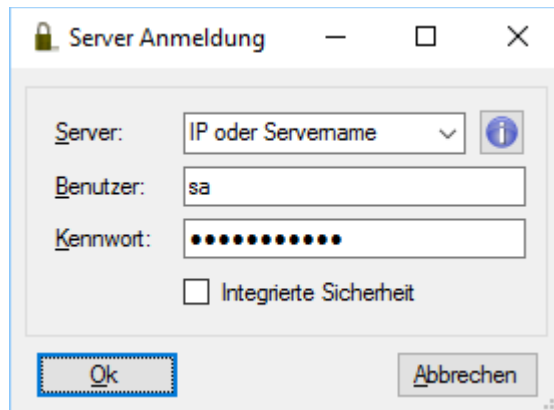 Server Anmeldung
Server: IP oder Servername
Benutzer: sa
Kennwort: ●●●●●●●●●●●
Integrierte Sicherheit
Ok Abbrechen